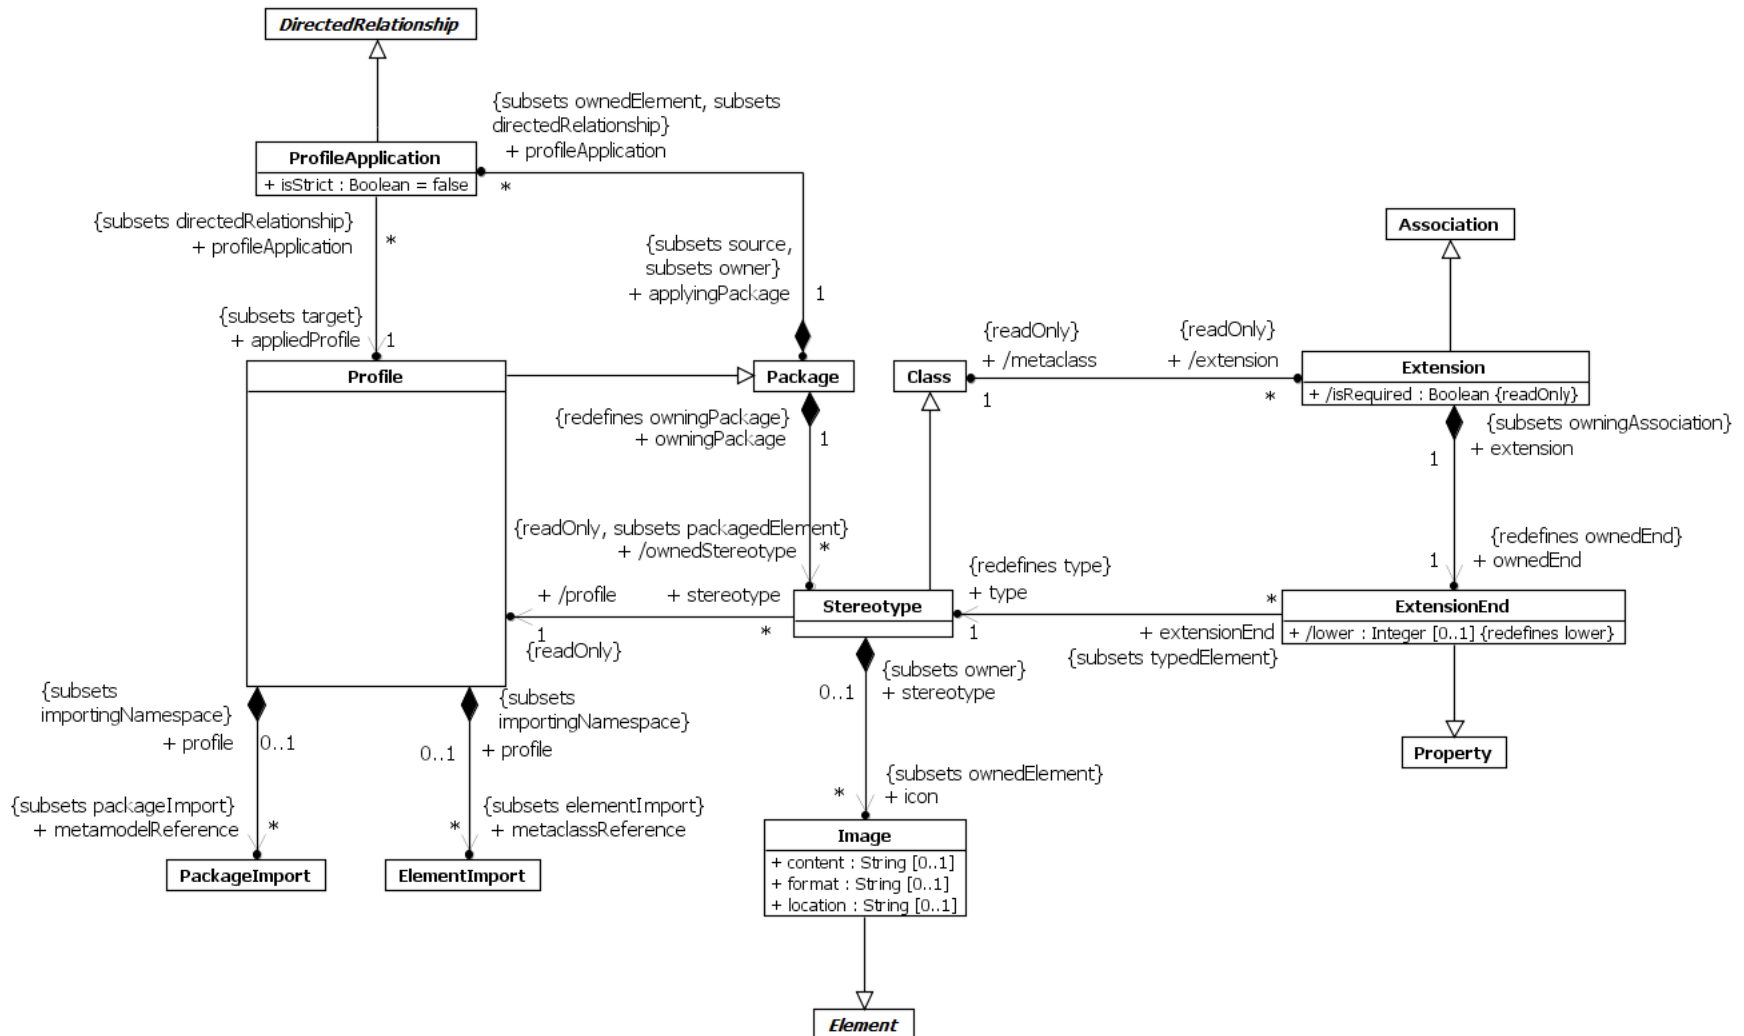 DirectedRelationship
{subsets ownedElement, subsets
directedRelationship}
+ profileApplication
*
ProfileApplication
+ isStrict : Boolean = false
{subsets directedRelationship}
+ profileApplication
*
{subsets source,
subsets owner}
+ applyingPackage
1
Association
{subsets target}
+ appliedProfile
1
{readOnly}
+ /metaclass
1
{readOnly}
+ /extension
*
Profile
Package
Class
Extension
+ /isRequired : Boolean {readOnly}
{redefines owningPackage}
+ owningPackage
1
{subsets owningAssociation}
+ extension
1
{readOnly, subsets packagedElement}
+ /ownedStereotype
*
{redefines ownedEnd}
+ ownedEnd
1
+ /profile
1
{readOnly}
+ stereotype
*
Stereotype
{redefines type}
+ type
1
*
+ extensionEnd
{subsets typedElement}
ExtensionEnd
+ /lower : Integer [0..1] {redefines lower}
{subsets
importingNamespace}
+ profile
0..1
{subsets
importingNamespace}
+ profile
0..1
{subsets owner}
+ stereotype
0..1
Property
{subsets packageImport}
+ metamodelReference
*
{subsets elementImport}
+ metaclassReference
*
{subsets ownedElement}
+ icon
*
PackageImport
ElementImport
Image
+ content : String [0..1]
+ format : String [0..1]
+ location : String [0..1]
Element